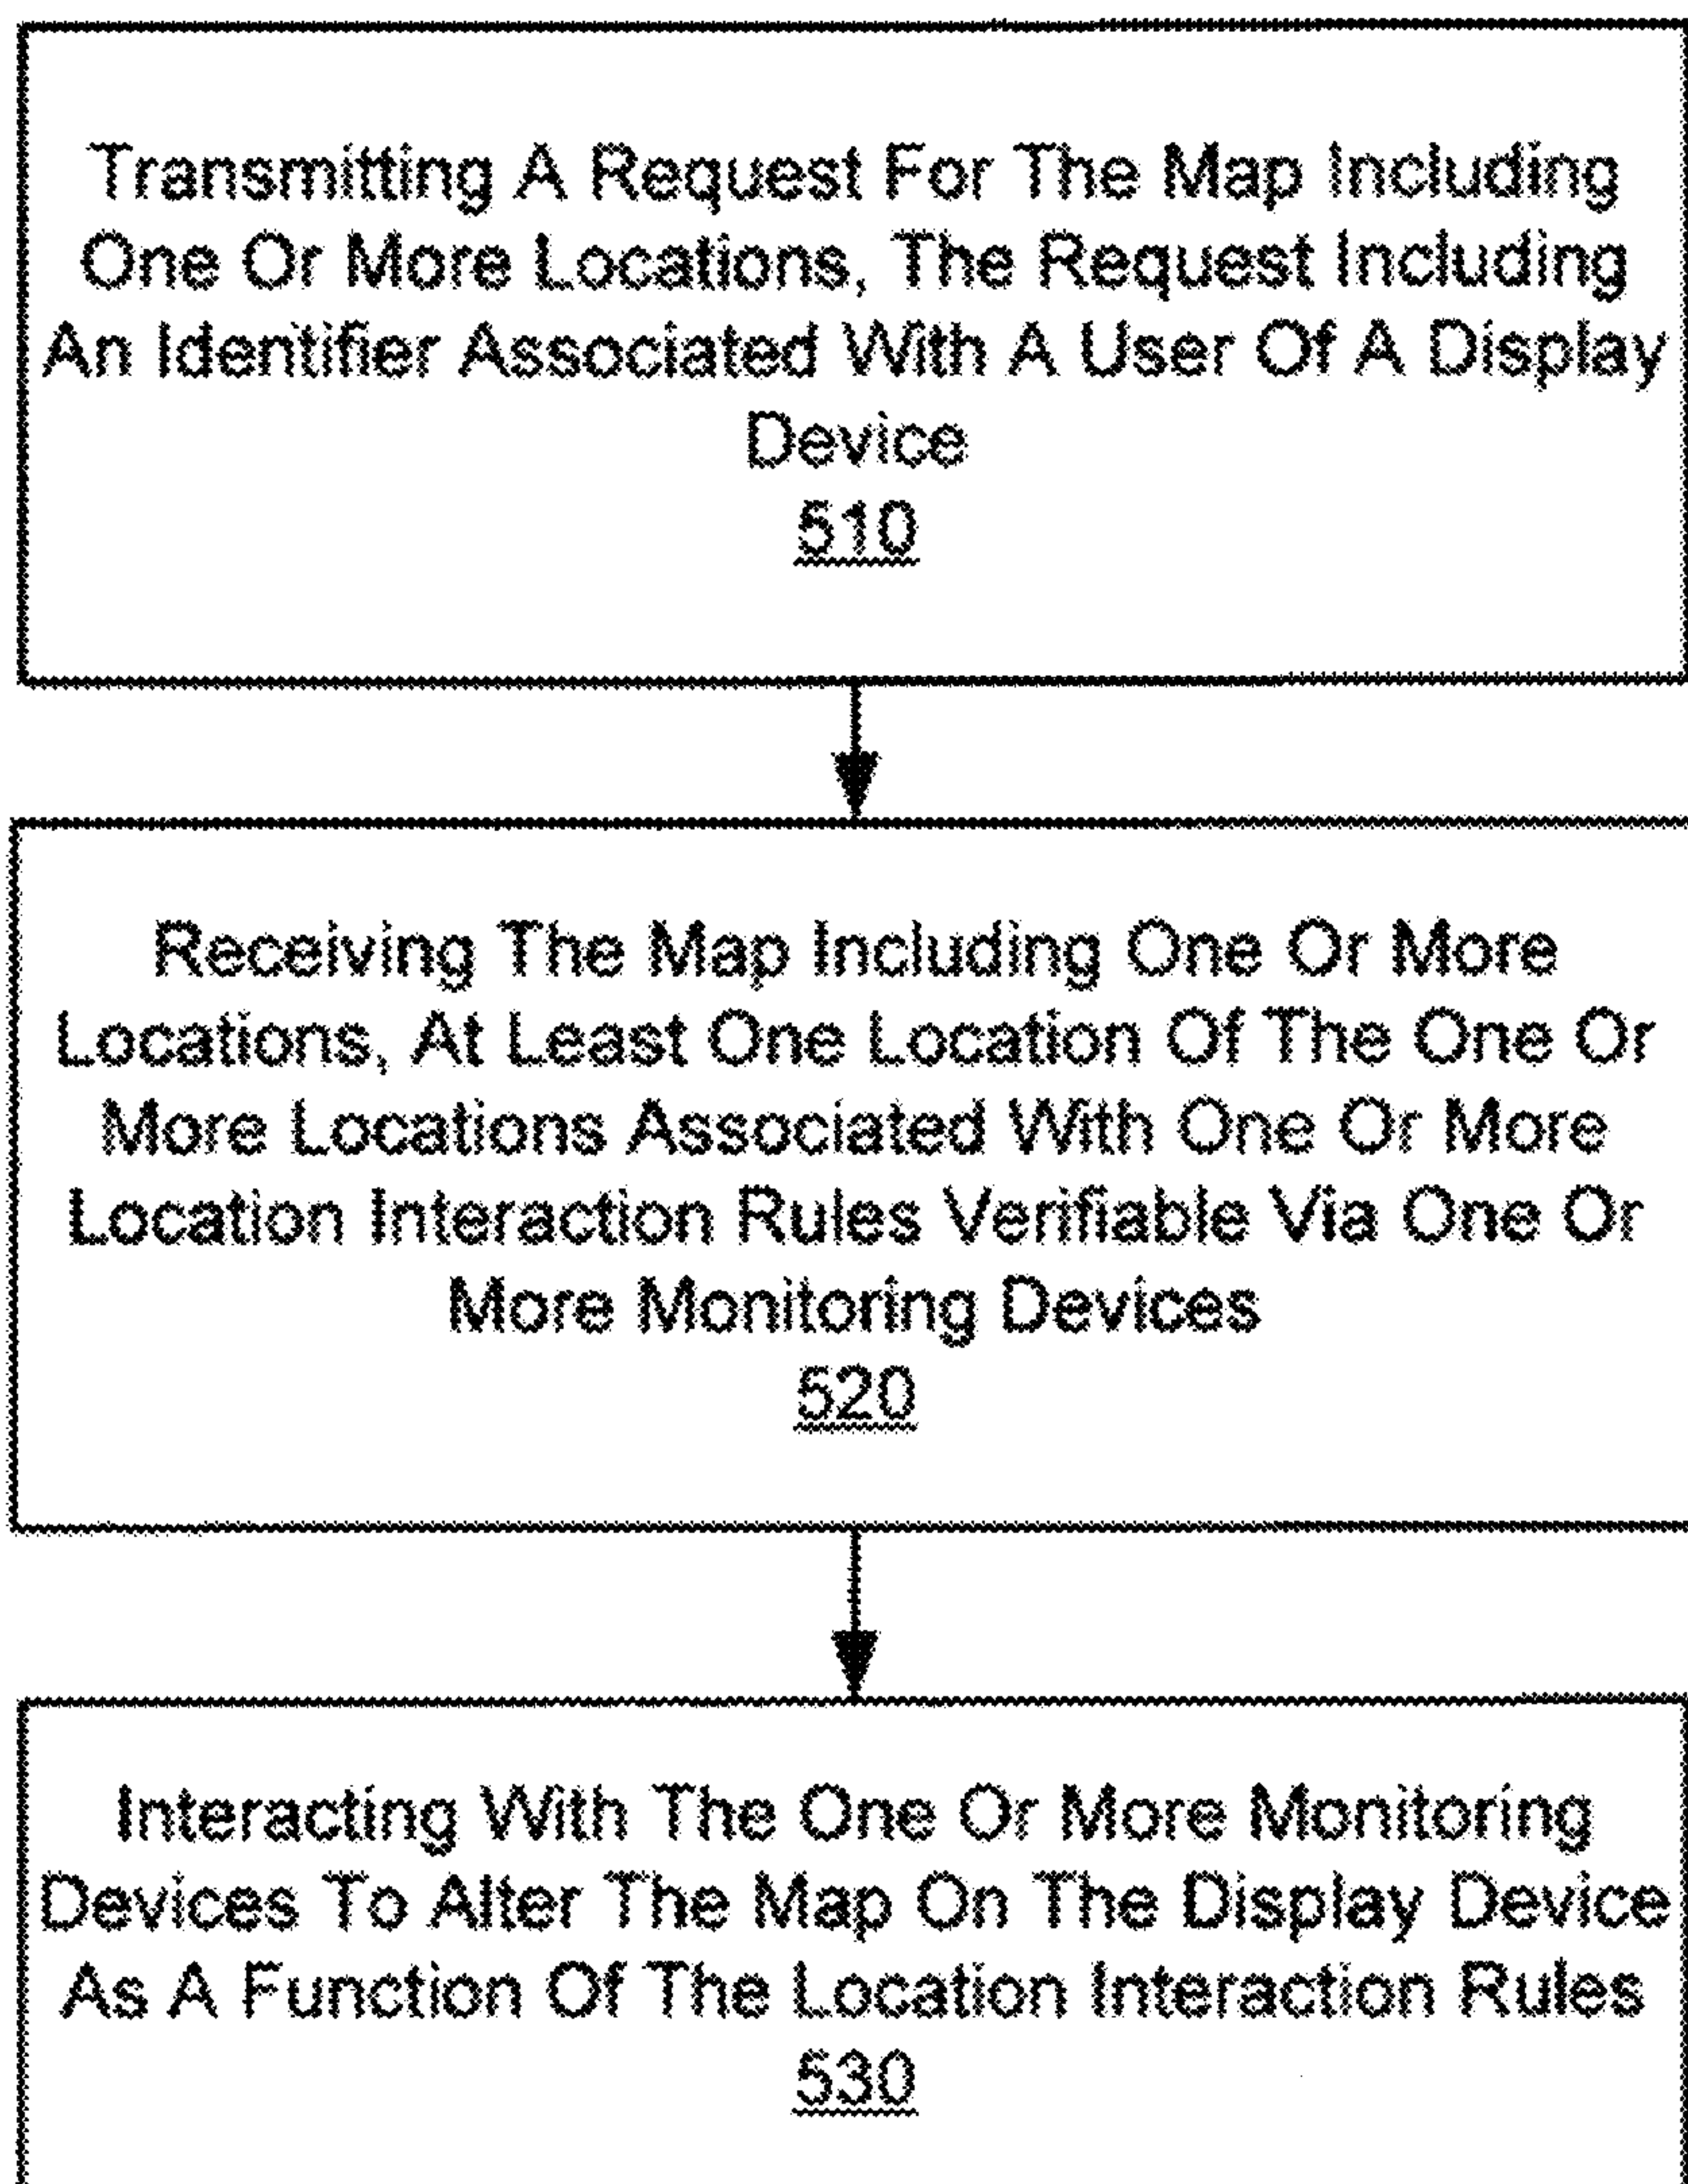 Transmitting A Request For The Map Including
One Or More Locations, The Request Including
An Identifier Associated With A User Of A Display
Device
510
Receiving The Map Including One Or More
Locations, At Least One Location Of The One Or
More Locations Associated With One Or More
Location Interaction Rules Verifiable Via One Or
More Monitoring Devices
520
Interacting With The One Or More Monitoring
Devices To Alter The Map On The Display Device
As A Function Of The Location Interaction Rules
530